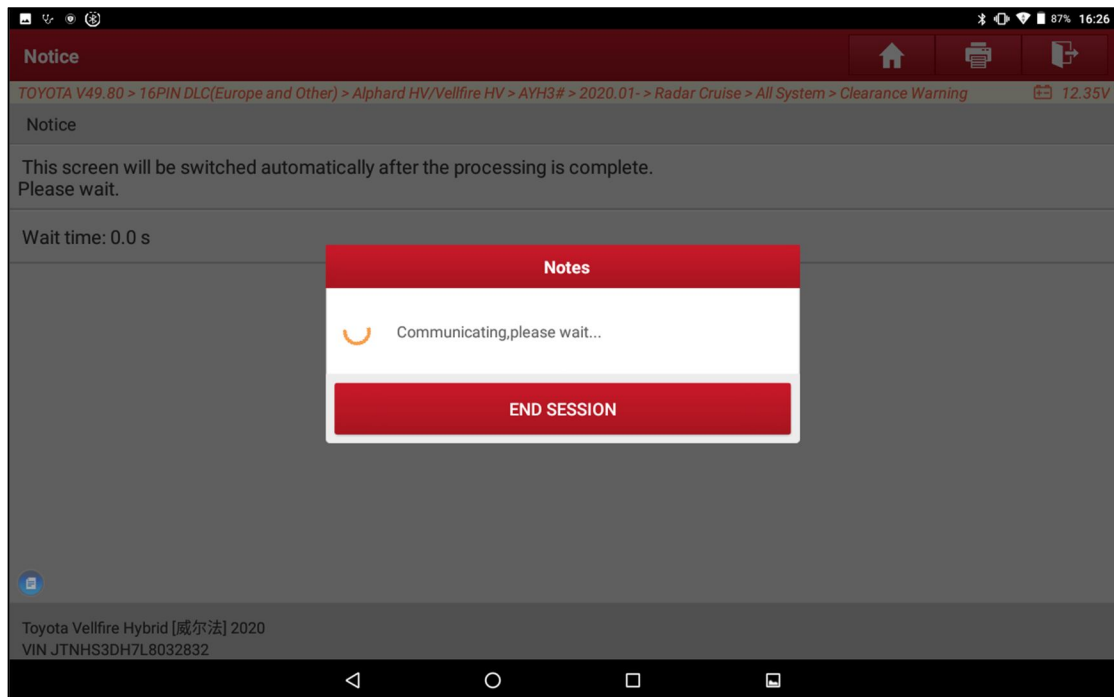 87% 16:26
Notice
TOYOTA V49.80 > 16PIN DLC(Europe and Other) > Alphard HV/Vellfire HV > AYH3# > 2020.01- > Radar Cruise > All System > Clearance Warning 12.35V
Notice
This screen will be switched automatically after the processing is complete.
Please wait.
Wait time: 0.0 s
Notes
Communicating,please wait...
END SESSION
Toyota Vellfire Hybrid [威尔法] 2020
VIN JTNHS3DH7L8032832